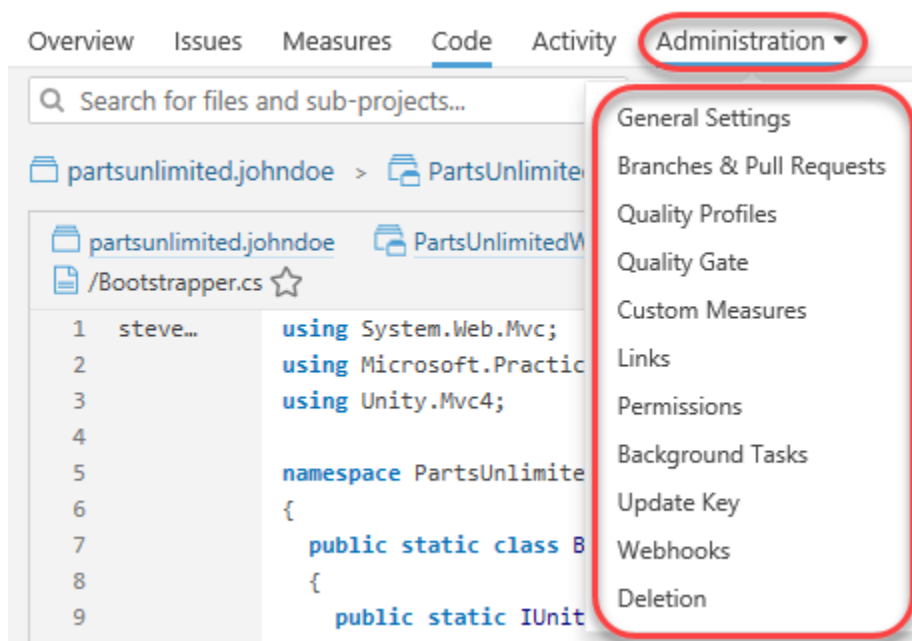 Overview Issues Measures Code Activity Administration
Search for files and sub-projects...
General Settings
Branches & Pull Requests
Quality Profiles
Quality Gate
Custom Measures
Links
Permissions
Background Tasks
Update Key
Webhooks
Deletion
partsunlimited.johndoe > PartsUnlimite
partsunlimited.johndoe PartsUnlimitedW
/Bootstrapper.cs
1 steve… using System.Web.Mvc;
2 using Microsoft.Practic
3 using Unity.Mvc4;
4
5 namespace PartsUnlimite
6 {
7 public static class B
8 {
9 public static IUnit